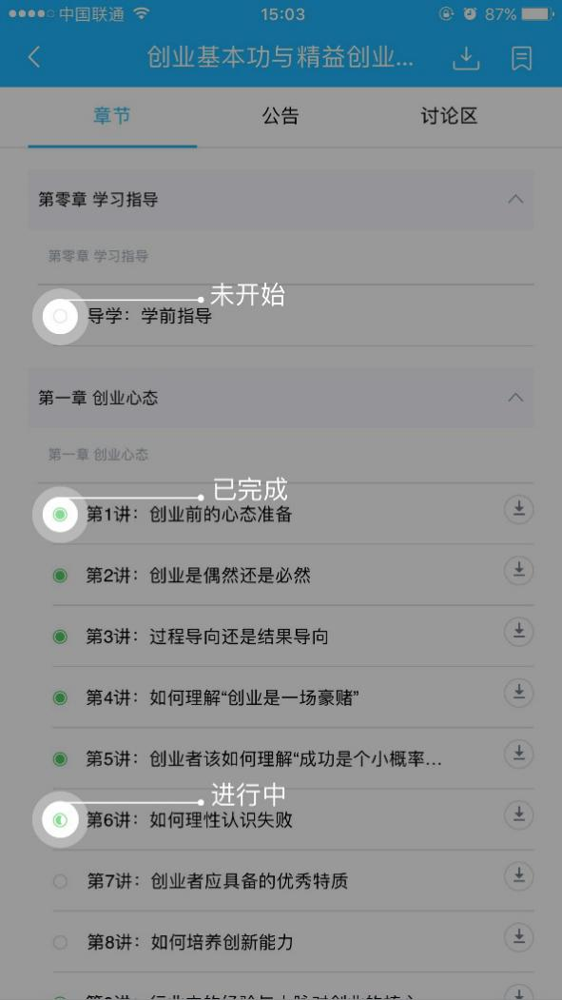 中国联通 15:03 87%
创业基本功与精益创业...
章节 公告 讨论区
第零章 学习指导
第零章 学习指导
未开始
导学：学前指导
第一章 创业心态
第一章 创业心态
已完成
第1讲：创业前的心态准备
第2讲：创业是偶然还是必然
第3讲：过程导向还是结果导向
第4讲：如何理解“创业是一场豪赌”
第5讲：创业者该如何理解“成功是个小概率...
进行中
第6讲：如何理性认识失败
第7讲：创业者应具备的优秀特质
第8讲：如何培养创新能力